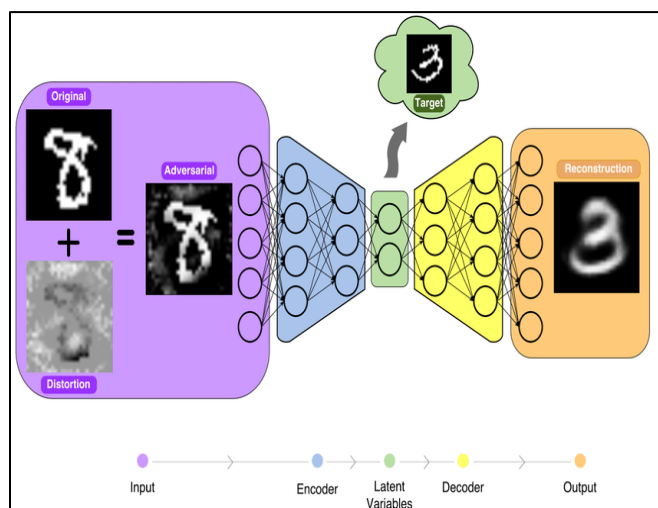 Original
+
=
Distortion
Adversarial
Target
Reconstruction
Input
Encoder
Latent
Variables
Decoder
Output